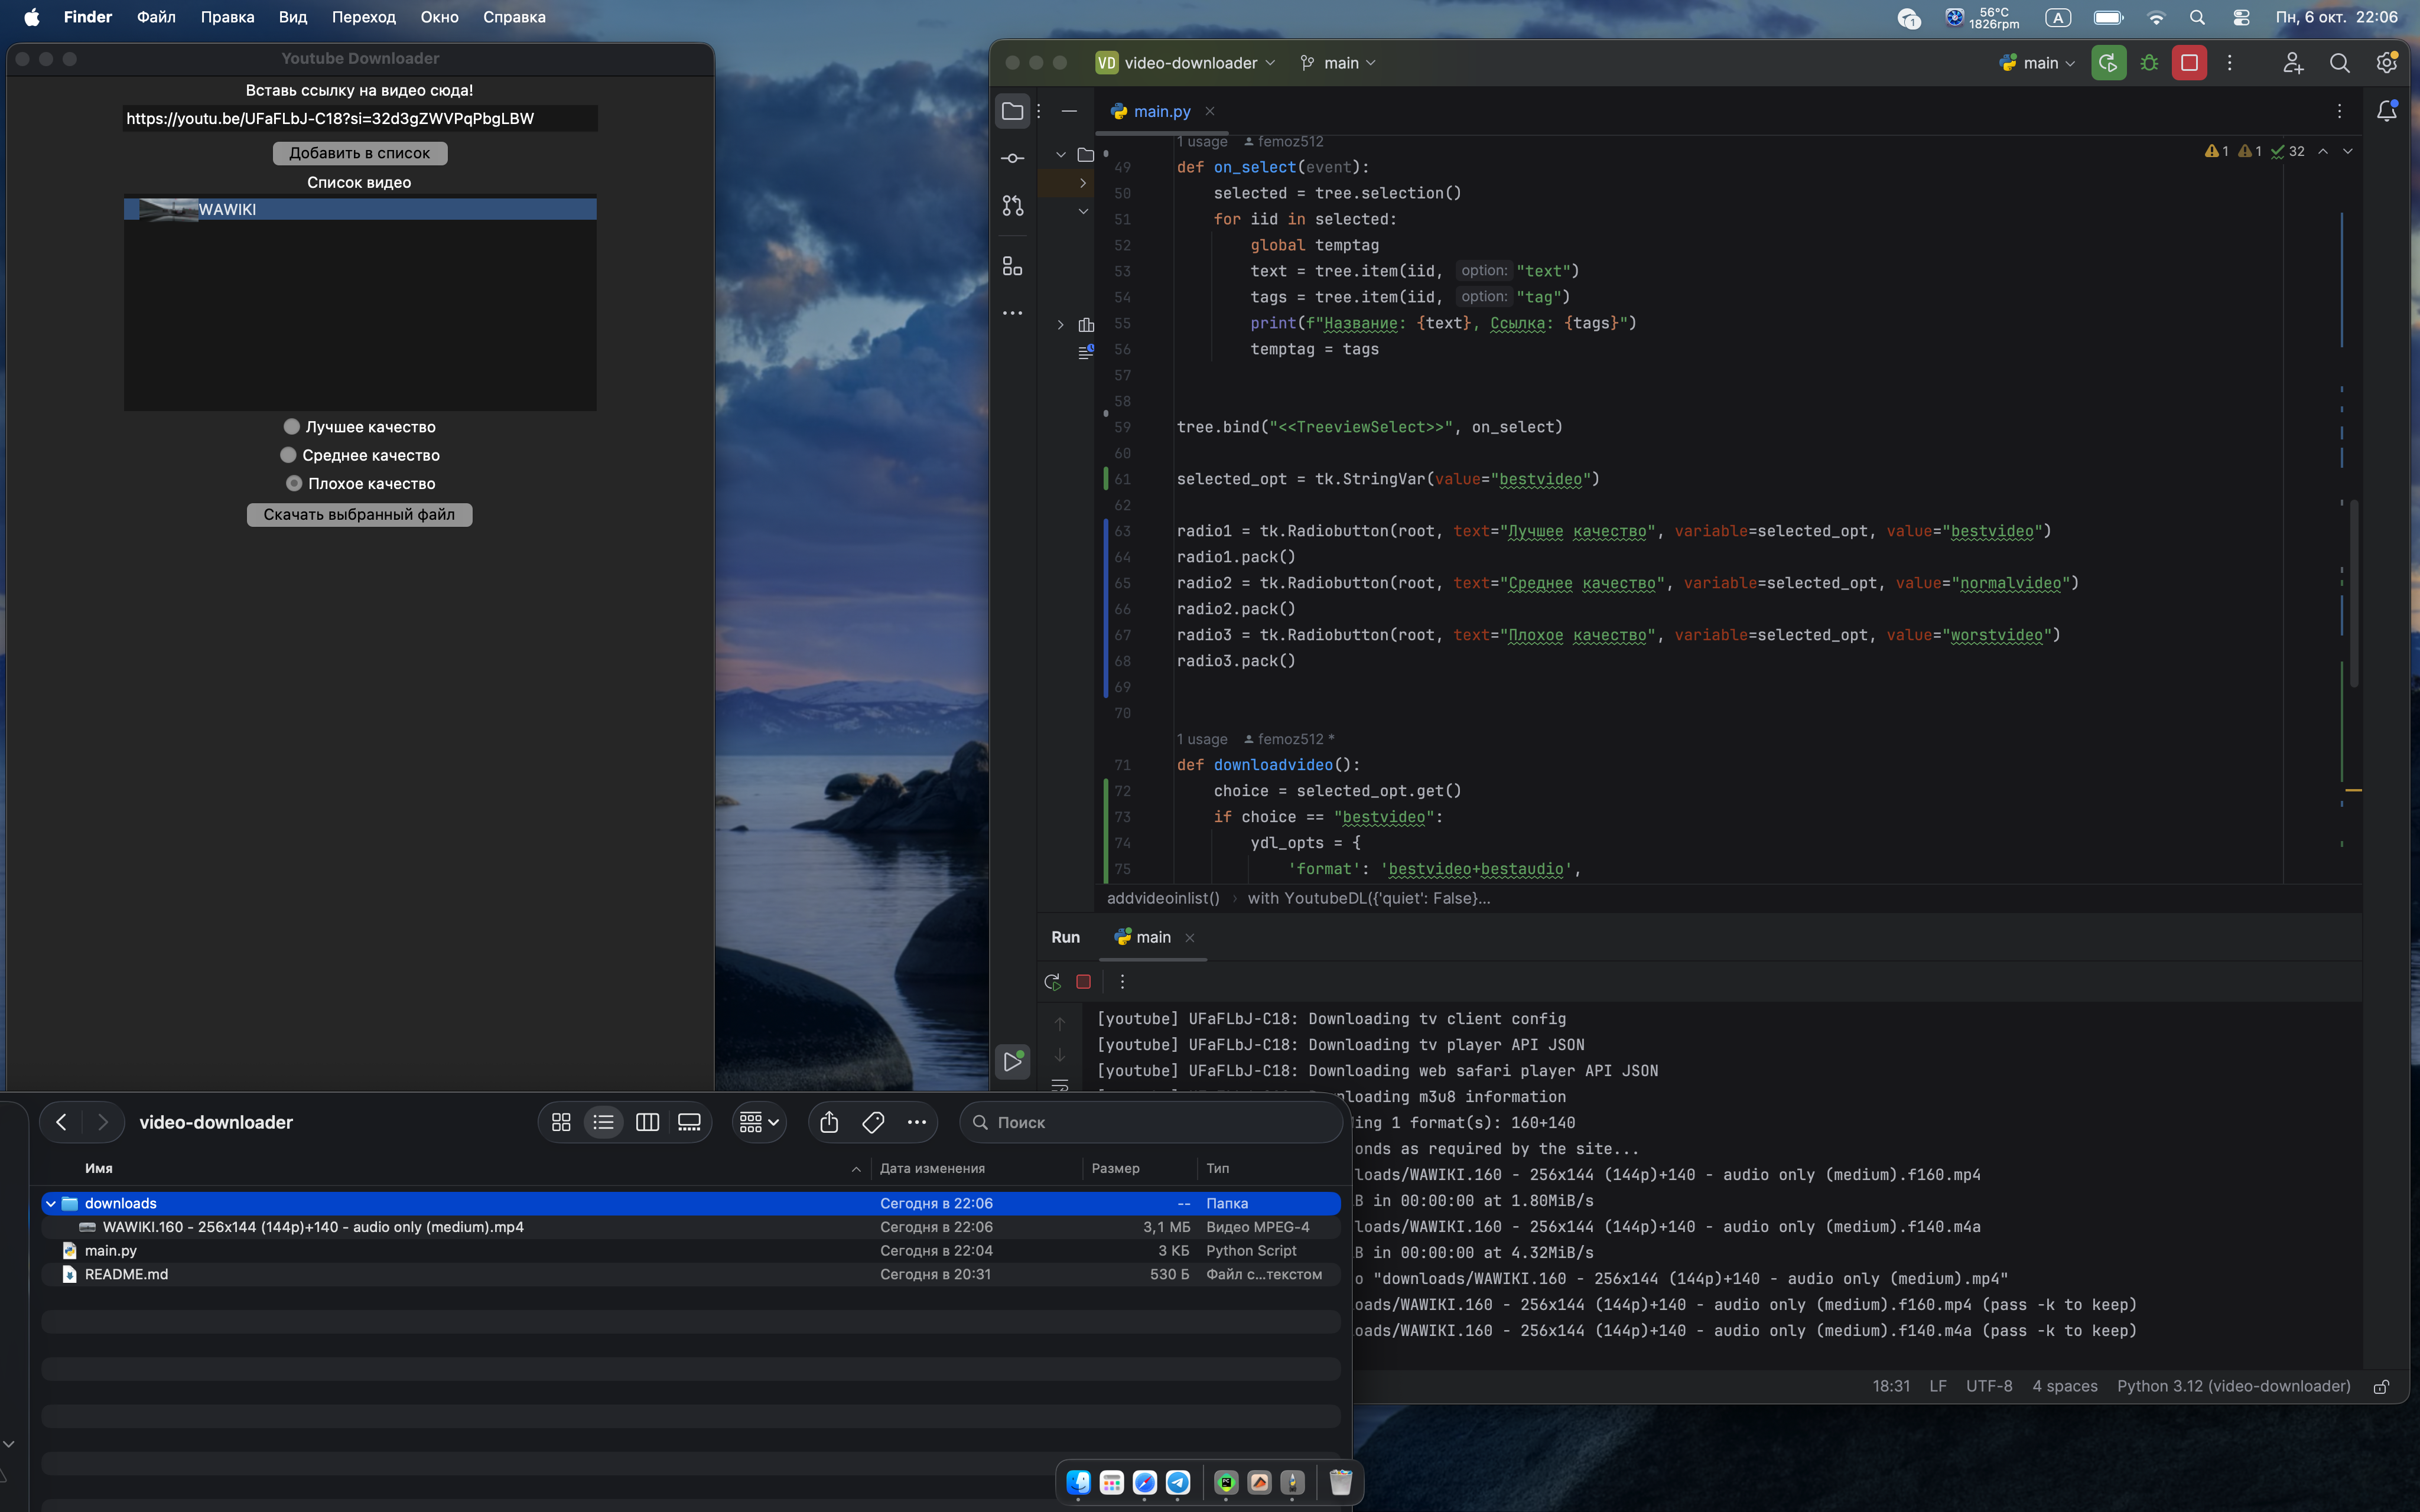 Finder Файл Правка Вид Переход Окно Справка
1 56°C 1826rpm A Пн, 6 окт. 22:06
Youtube Downloader
Вставь ссылку на видео сюда!
https://youtu.be/UFaFLbJ-C18?si=32d3gZWVPqPbgLBW
Добавить в список
Список видео
WAWIKI
Лучшее качество
Среднее качество
Плохое качество
Скачать выбранный файл
VD video-downloader main main
main.py
1 usage femoz512
1 1 32
49 def on_select(event):
50 selected = tree.selection()
51 for iid in selected:
52 global temptag
53 text = tree.item(iid, option: "text")
54 tags = tree.item(iid, option: "tag")
55 print(f"Название: {text}, Ссылка: {tags}")
56 temptag = tags
57
58
59 tree.bind("<<TreeviewSelect>>", on_select)
60
61 selected_opt = tk.StringVar(value="bestvideo")
62
63 radio1 = tk.Radiobutton(root, text="Лучшее качество", variable=selected_opt, value="bestvideo")
64 radio1.pack()
65 radio2 = tk.Radiobutton(root, text="Среднее качество", variable=selected_opt, value="normalvideo")
66 radio2.pack()
67 radio3 = tk.Radiobutton(root, text="Плохое качество", variable=selected_opt, value="worstvideo")
68 radio3.pack()
69
70
1 usage femoz512 *
71 def downloadvideo():
72 choice = selected_opt.get()
73 if choice == "bestvideo":
74 ydl_opts = {
75 'format': 'bestvideo+bestaudio',
addvideoinlist() › with YoutubeDL({'quiet': False}...
Run main
[youtube] UFaFLbJ-C18: Downloading tv client config
[youtube] UFaFLbJ-C18: Downloading tv player API JSON
[youtube] UFaFLbJ-C18: Downloading web safari player API JSON
nloading m3u8 information
ing 1 format(s): 160+140
onds as required by the site...
loads/WAWIKI.160 - 256x144 (144p)+140 - audio only (medium).f160.mp4
B in 00:00:00 at 1.80MiB/s
loads/WAWIKI.160 - 256x144 (144p)+140 - audio only (medium).f140.m4a
B in 00:00:00 at 4.32MiB/s
o "downloads/WAWIKI.160 - 256x144 (144p)+140 - audio only (medium).mp4"
oads/WAWIKI.160 - 256x144 (144p)+140 - audio only (medium).f160.mp4 (pass -k to keep)
oads/WAWIKI.160 - 256x144 (144p)+140 - audio only (medium).f140.m4a (pass -k to keep)
18:31 LF UTF-8 4 spaces Python 3.12 (video-downloader)
video-downloader Поиск
Имя Дата изменения Размер Тип
downloads Сегодня в 22:06 -- Папка
WAWIKI.160 - 256x144 (144p)+140 - audio only (medium).mp4 Сегодня в 22:06 3,1 МБ Видео MPEG-4
main.py Сегодня в 22:04 3 КБ Python Script
README.md Сегодня в 20:31 530 Б Файл с...текстом